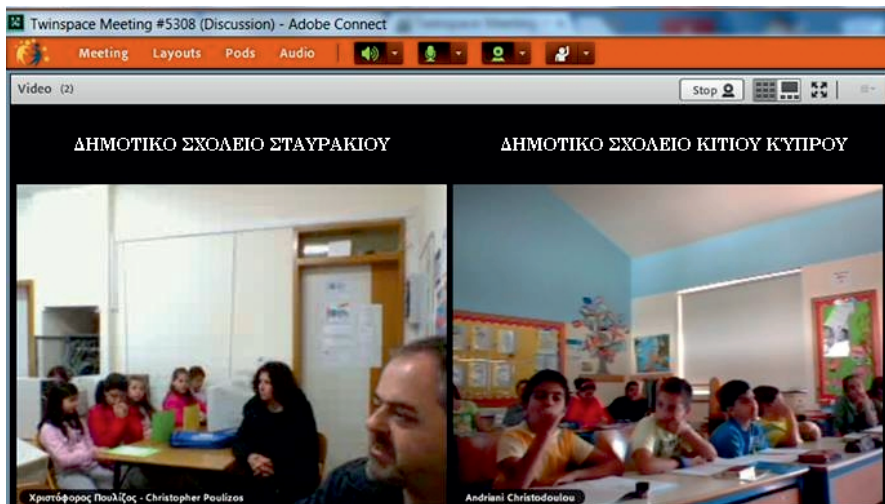 Twinspace Meeting #5308 (Discussion) - Adobe Connect
Meeting Layouts Pods Audio
Video (2)
Stop
ΔΗΜΟΤΙΚΟ ΣΧΟΛΕΙΟ ΣΤΑΥΡΑΚΙΟΥ
ΔΗΜΟΤΙΚΟ ΣΧΟΛΕΙΟ ΚΙΤΙΟΥ ΚΎΠΡΟΥ
Χριστόφορος Πουλίζος - Christopher Poulizos
Andriani Christodoulou